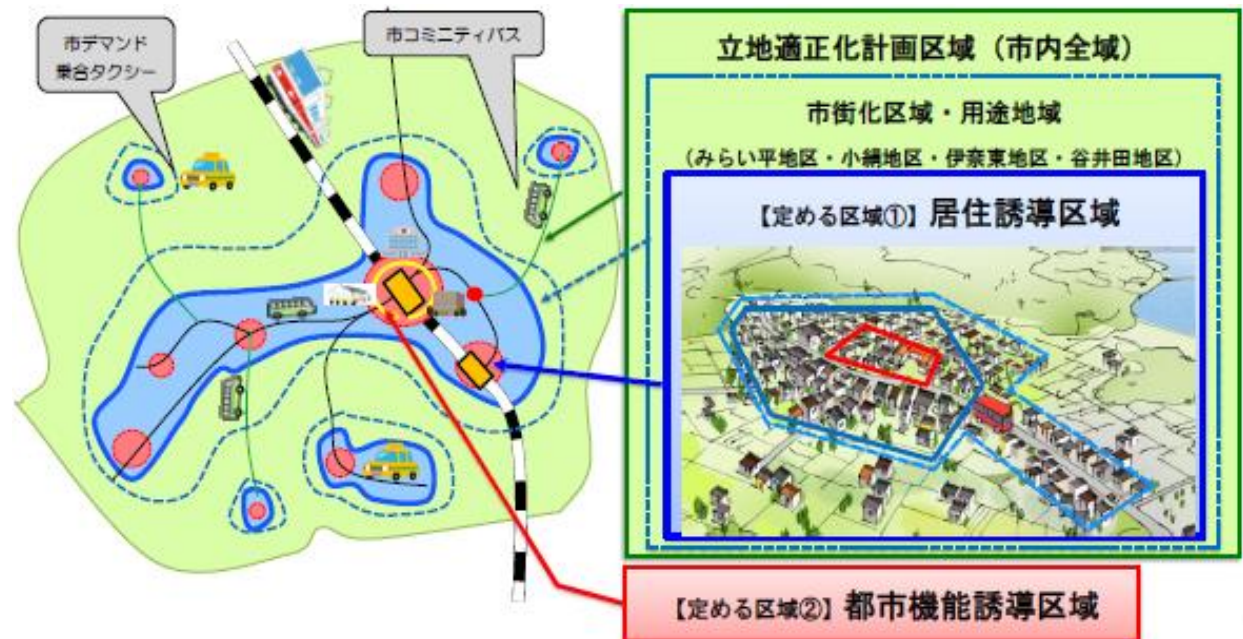 市デマンド
乗合タクシー
市コミニティバス
立地適正化計画区域(市内全域)
市街化区域・用途地域
(みらい平地区・小絹地区・伊奈東地区・谷井田地区)
【定める区域①】居住誘導区域
【定める区域②】都市機能誘導区域